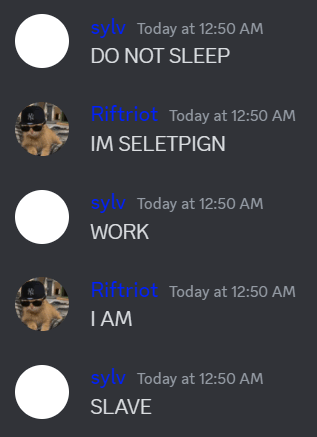 sylv Today at 12:50 AM
DO NOT SLEEP
Riftriot Today at 12:50 AM
IM SELETPIGN
sylv Today at 12:50 AM
WORK
Riftriot Today at 12:50 AM
I AM
sylv Today at 12:50 AM
SLAVE